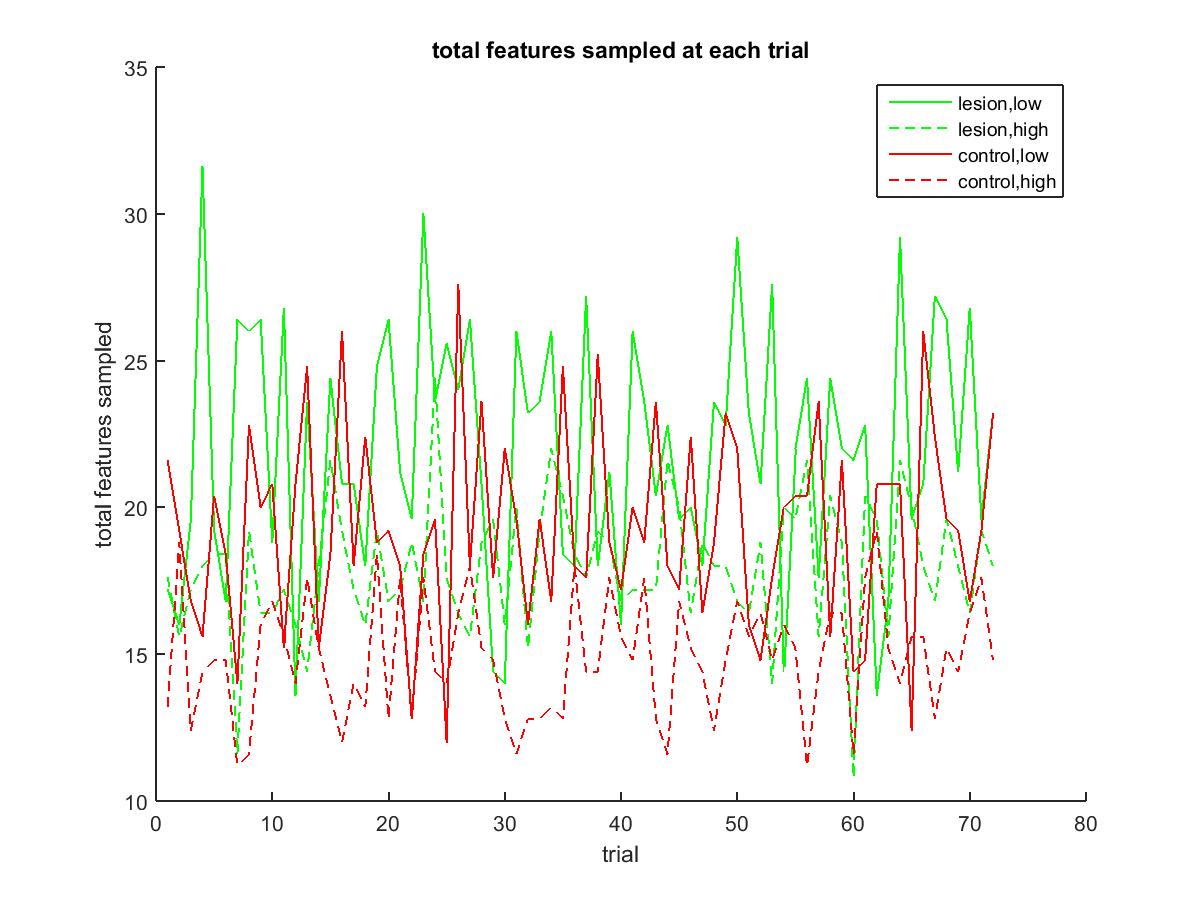 total features sampled at each trial
35
30
25
20
15
10
total features sampled
0 10 20 30 40 50 60 70 80
trial
lesion,low
lesion,high
control,low
control,high